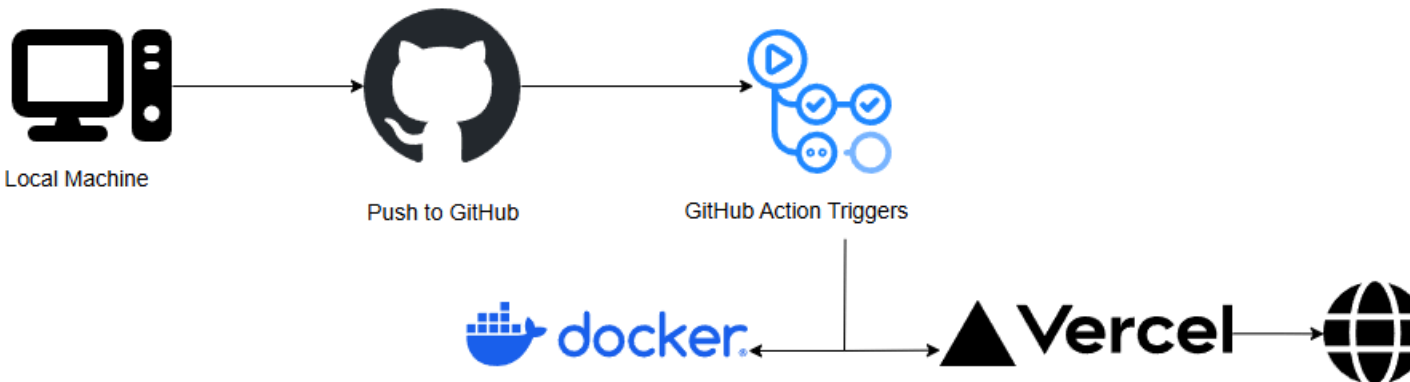 Local Machine
Push to GitHub
GitHub Action Triggers
docker
Vercel